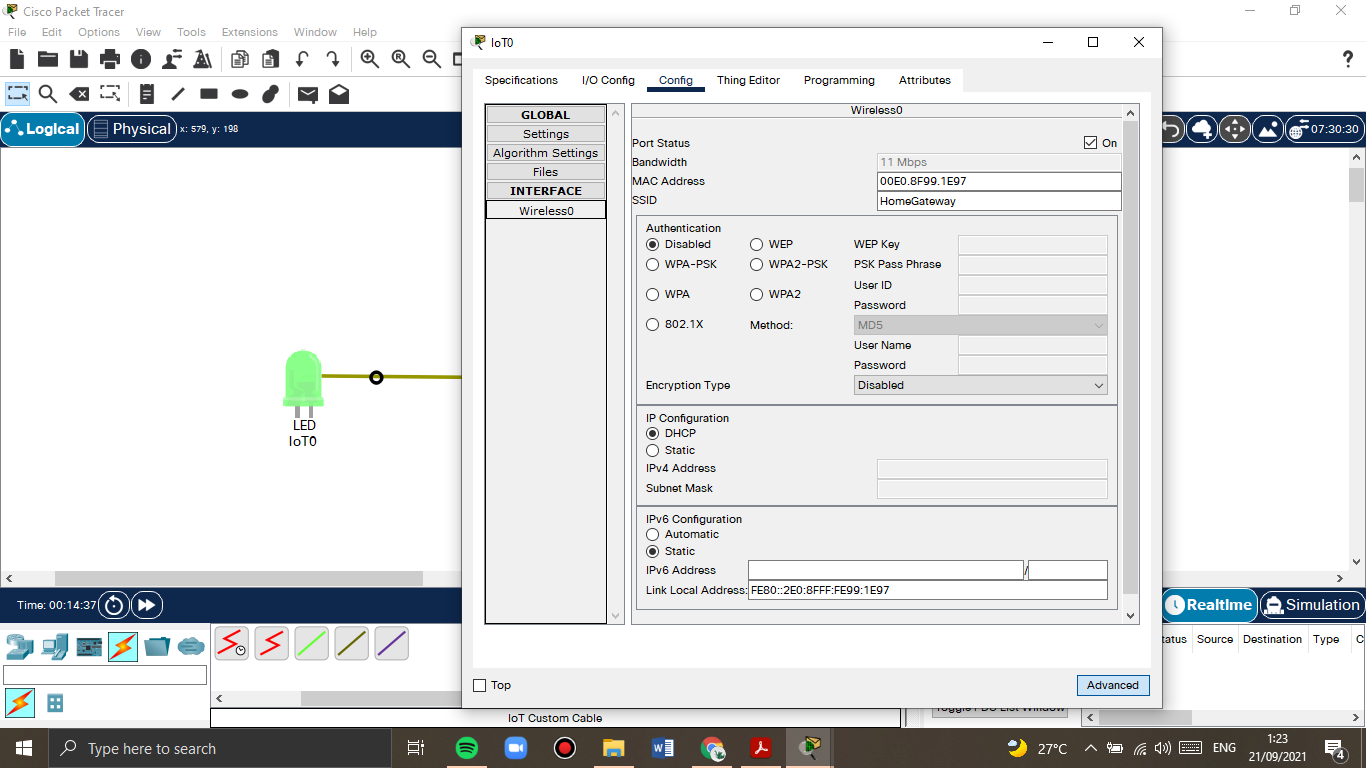 Cisco Packet Tracer
File Edit Options View Tools Extensions Window Help
IoT0
Specifications I/O Config Config Thing Editor Programming Attributes
Logical Physical x: 579, y: 198
07:30:30
GLOBAL
Settings
Algorithm Settings
Files
INTERFACE
Wireless0
Wireless0
Port Status On
Bandwidth 11 Mbps
MAC Address 00E0.8F99.1E97
SSID HomeGateway
Authentication
Disabled WEP WEP Key
WPA-PSK WPA2-PSK PSK Pass Phrase
User ID
WPA WPA2
Password
802.1X Method: MD5
User Name
Password
Encryption Type Disabled
IP Configuration
DHCP
Static
IPv4 Address
Subnet Mask
IPv6 Configuration
Automatic
Static
IPv6 Address /
Link Local Address: FE80::2E0:8FFF:FE99:1E97
Top Advanced
LED
IoT0
Time: 00:14:37
Realtime Simulation
tatus Source Destination Type C
Toggle PDU List Window
IoT Custom Cable
Type here to search
27°C ENG 1:23
21/09/2021
4